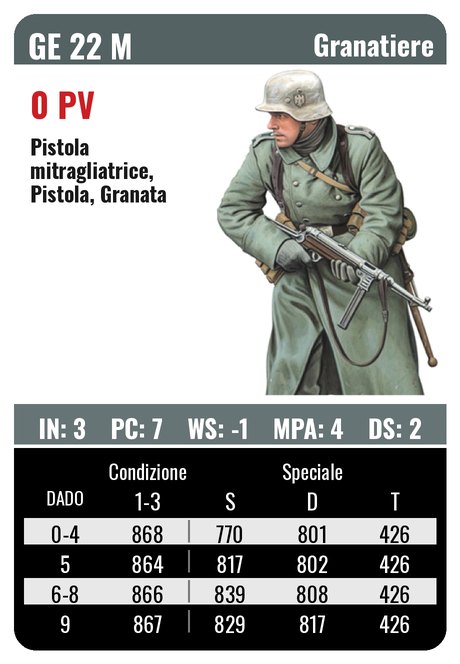 GE 22 M
Granatiere
0 PV
Pistola
mitragliatrice,
Pistola, Granata
IN: 3 PC: 7 WS: -1 MPA: 4 DS: 2
Condizione Speciale
DADO 1-3 S D T
0-4 868 770 801 426
5 864 817 802 426
6-8 866 839 808 426
9 867 829 817 426